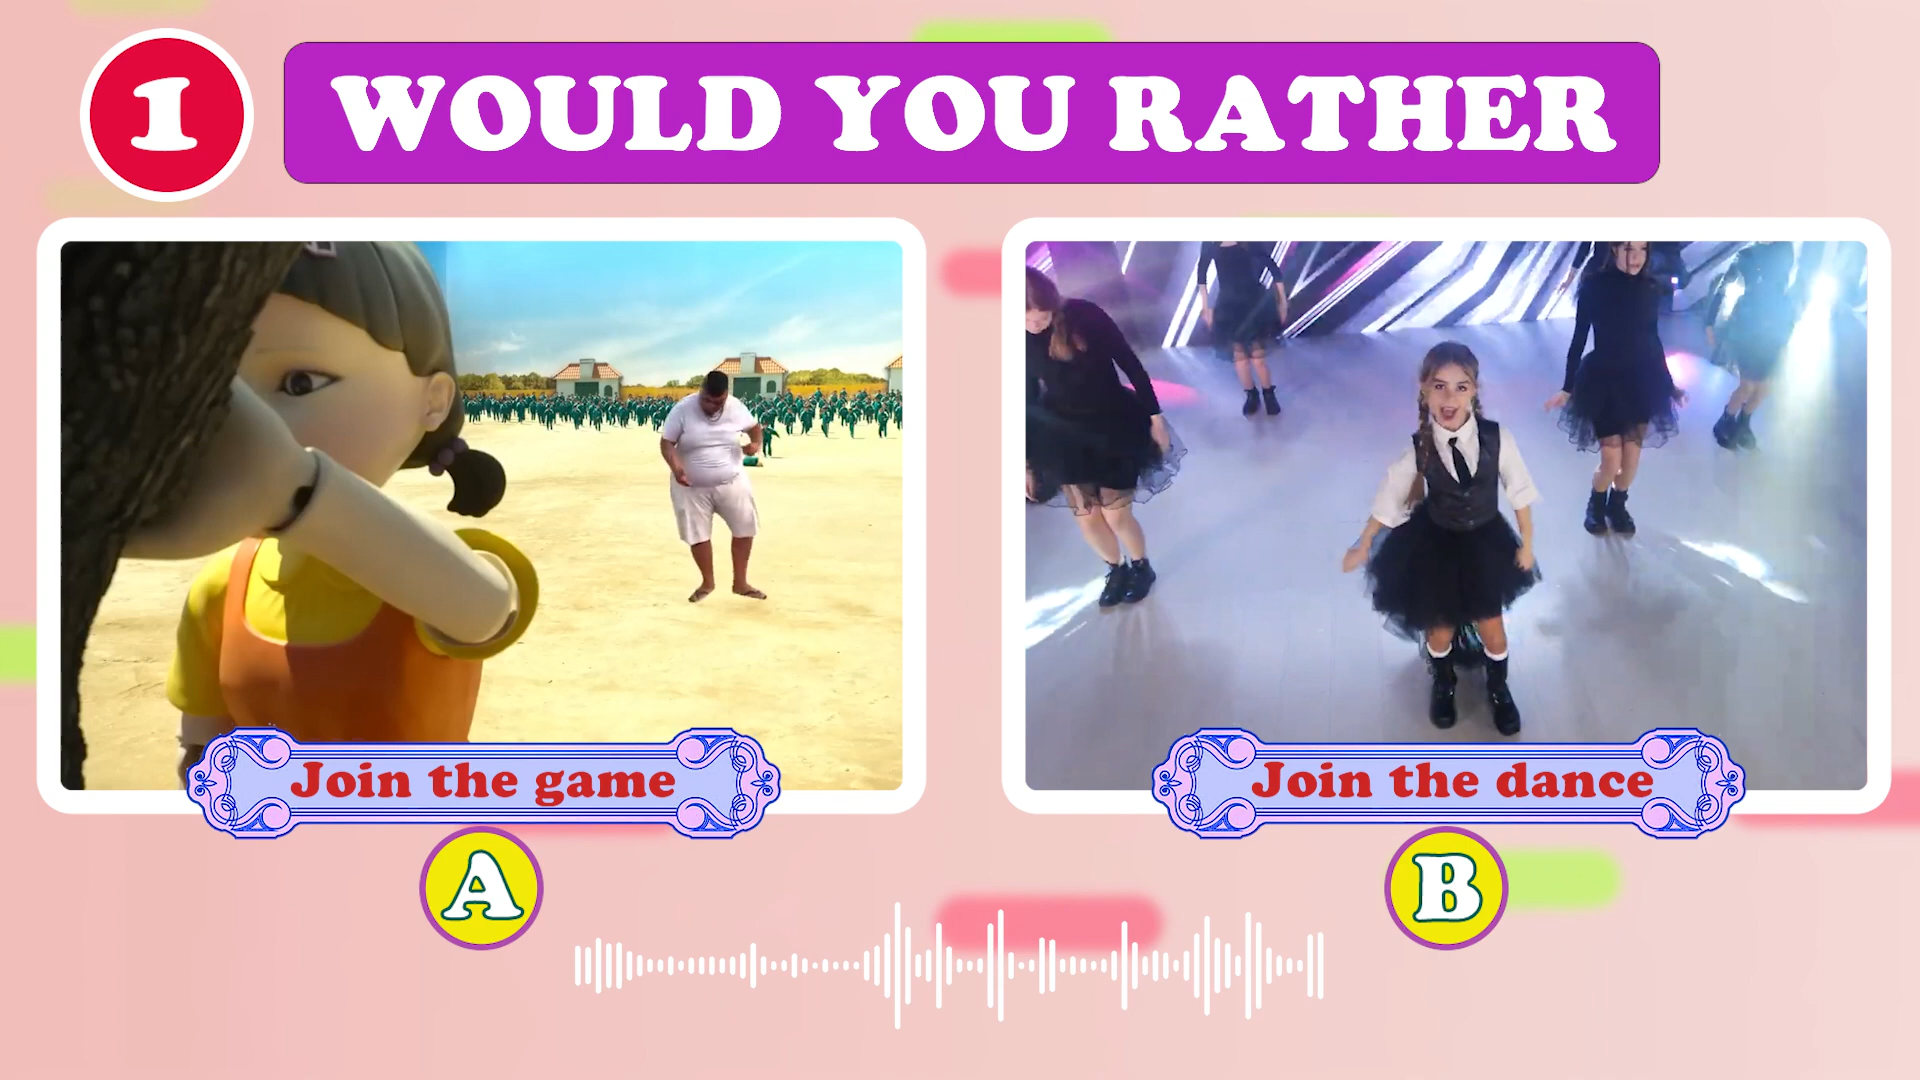 1
WOULD YOU RATHER
Join the game
Join the dance
A
B